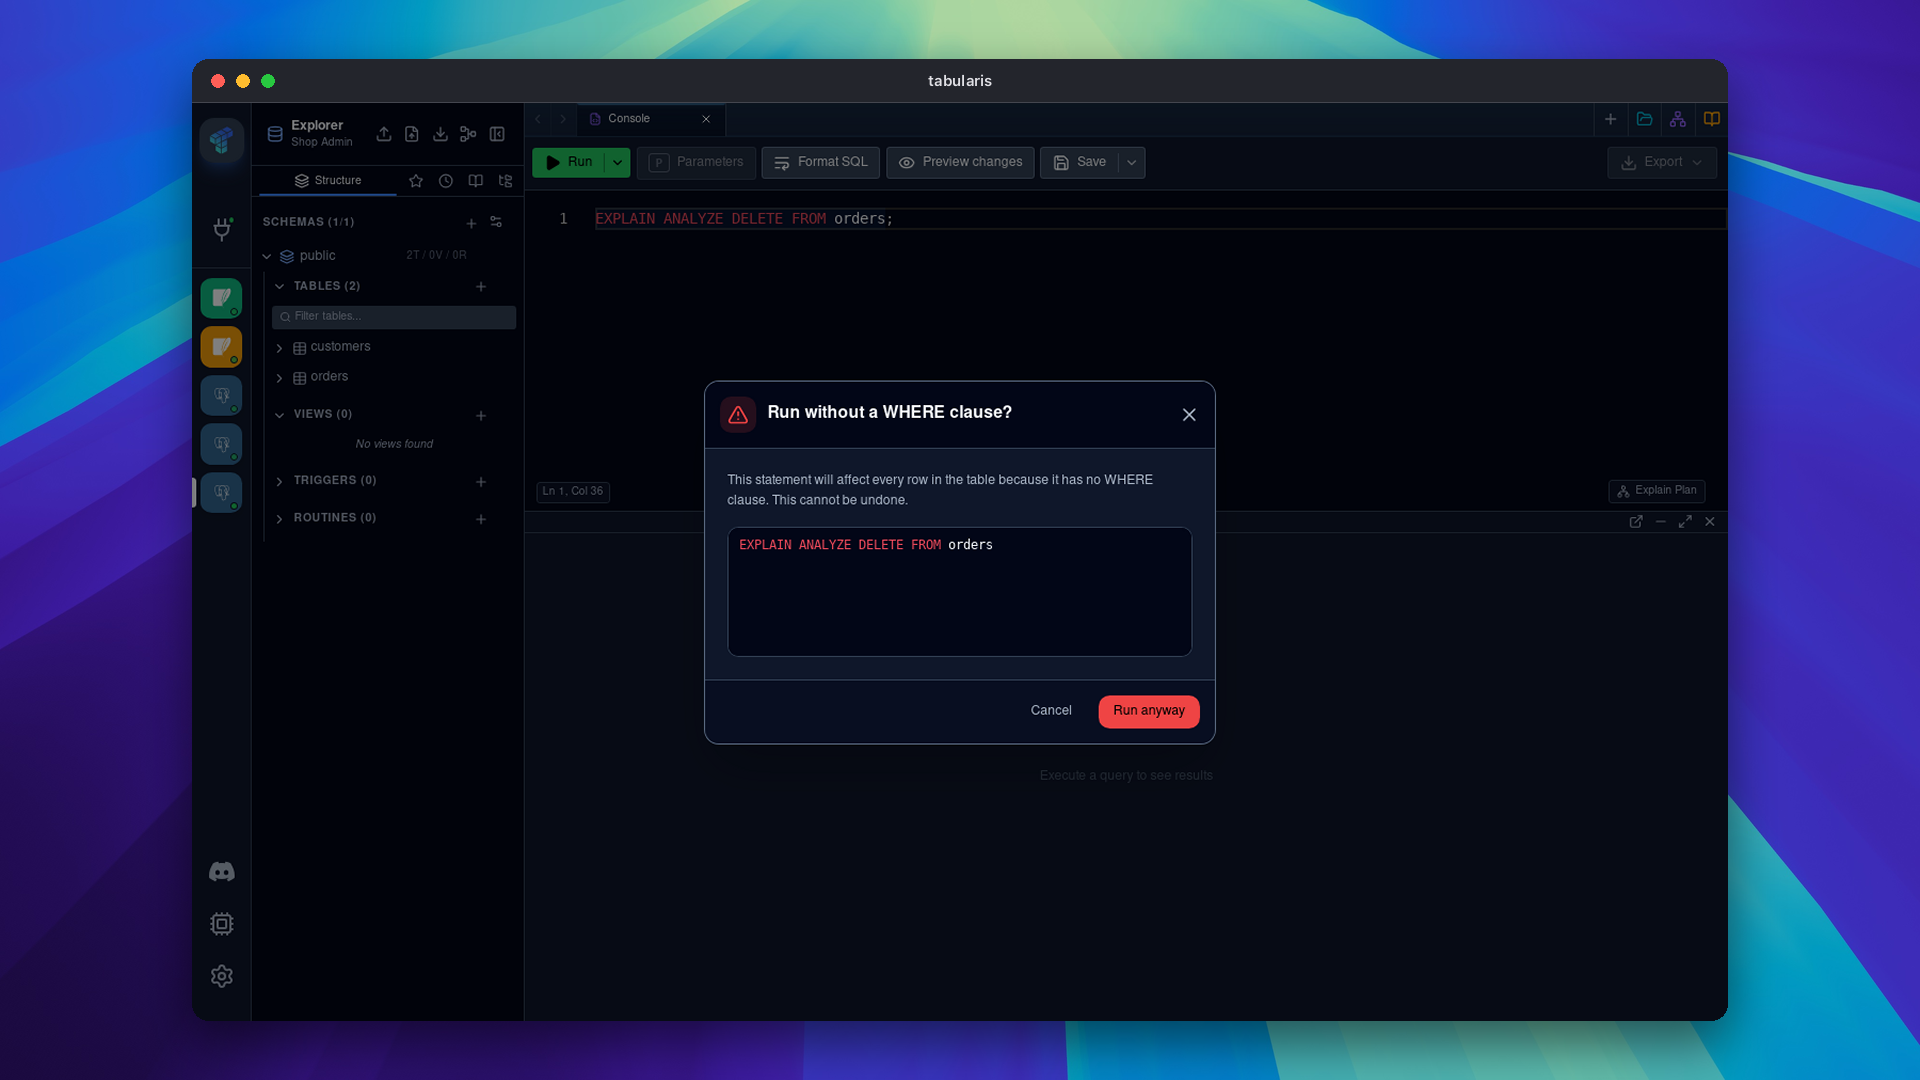 tabularis
Explorer
Shop Admin
Console
Run
P Parameters
Format SQL
Preview changes
Save
Export
Structure
SCHEMAS (1/1)
public 2T / 0V / 0R
TABLES (2)
Filter tables...
customers
orders
VIEWS (0)
No views found
TRIGGERS (0)
ROUTINES (0)
1 EXPLAIN ANALYZE DELETE FROM orders;
Ln 1, Col 36
Explain Plan
Run without a WHERE clause?
This statement will affect every row in the table because it has no WHERE
clause. This cannot be undone.
EXPLAIN ANALYZE DELETE FROM orders
Cancel
Run anyway
Execute a query to see results